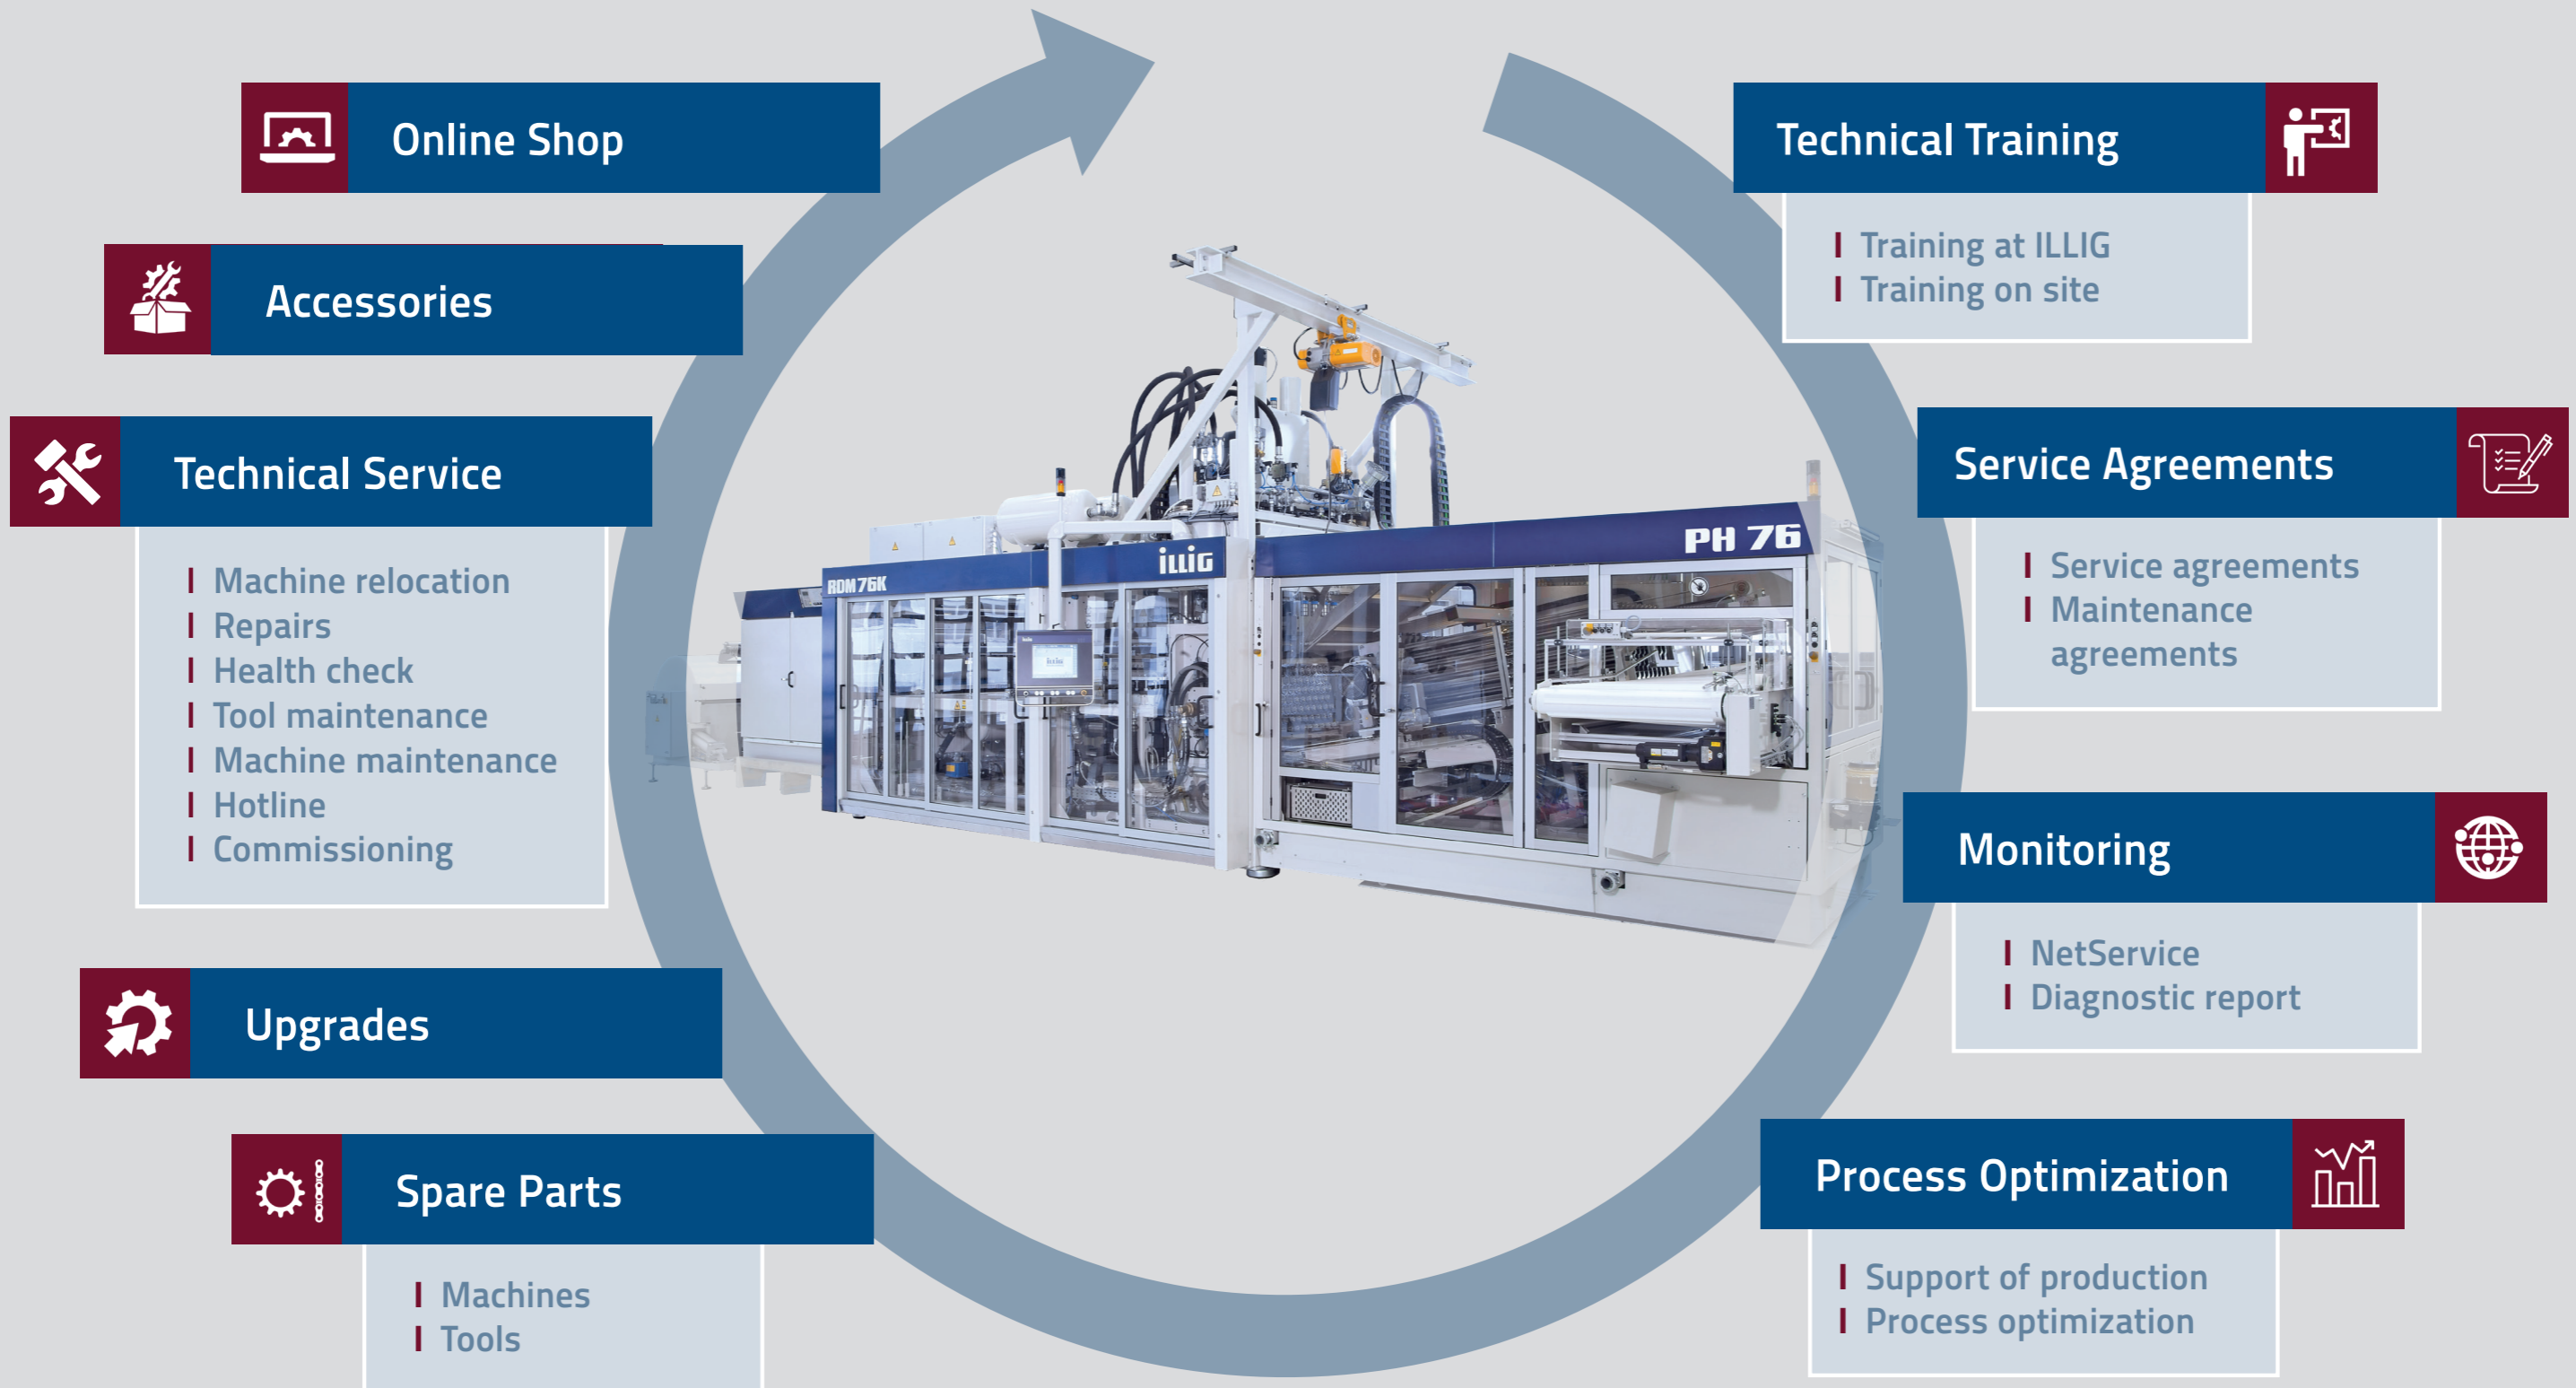 Online Shop
Accessories
Technical Service
I Machine relocation
I Repairs
I Health check
I Tool maintenance
I Machine maintenance
I Hotline
I Commissioning
Upgrades
Spare Parts
I Machines
I Tools
RDM 76K
ILLIG
PH 76
Technical Training
I Training at ILLIG
I Training on site
Service Agreements
I Service agreements
I Maintenance
agreements
Monitoring
I NetService
I Diagnostic report
Process Optimization
I Support of production
I Process optimization